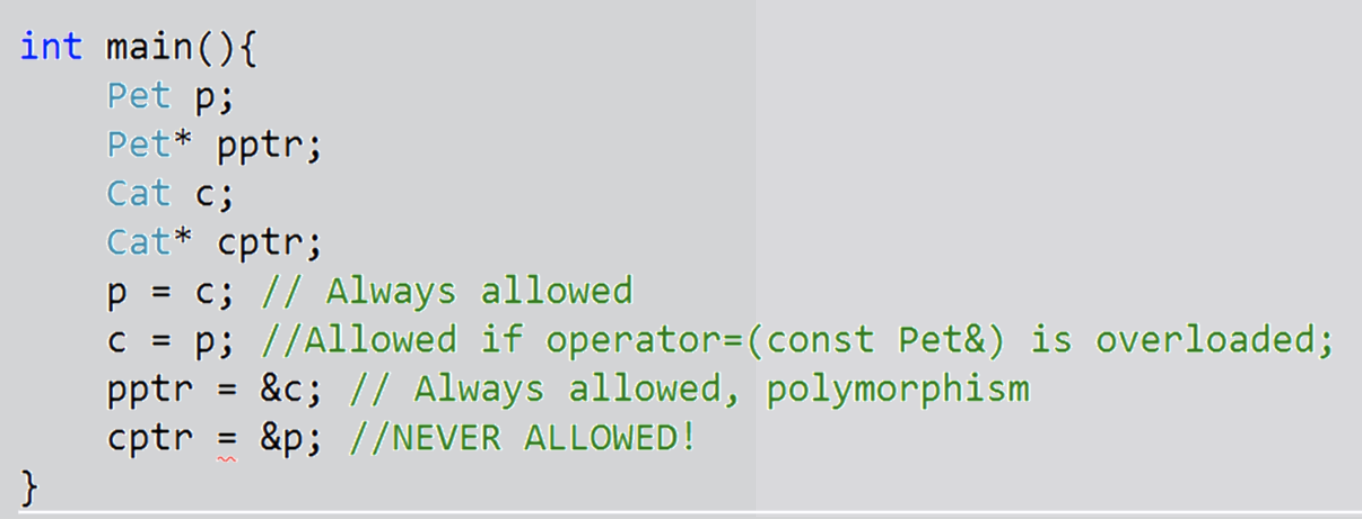 int main(){
Pet p;
Pet* pptr;
Cat c;
Cat* cptr;
p = c; // Always allowed
c = p; //Allowed if operator=(const Pet&) is overloaded;
pptr = &c; // Always allowed, polymorphism
cptr = &p; //NEVER ALLOWED!
}